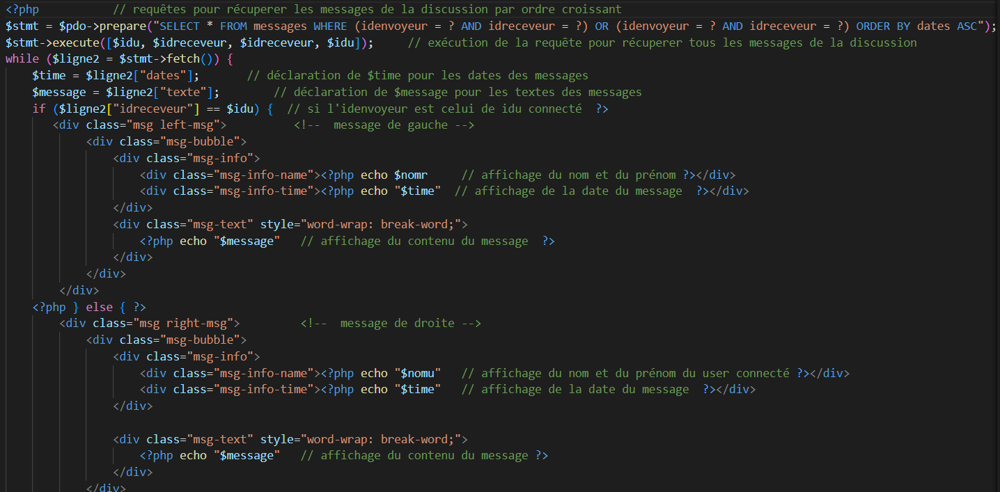 <?php           // requêtes pour récuperer les messages de la discussion par ordre croissant
$stmt = $pdo->prepare("SELECT * FROM messages WHERE (idenvoyeur = ? AND idreceveur = ?) OR (idenvoyeur = ? AND idreceveur = ?) ORDER BY dates ASC");
$stmt->execute([$idu, $idreceveur, $idreceveur, $idu]);     // exécution de la requête pour récuperer tous les messages de la discussion
while ($ligne2 = $stmt->fetch()) {
    $time = $ligne2["dates"];       // déclaration de $time pour les dates des messages
    $message = $ligne2["texte"];        // déclaration de $message pour les textes des messages
    if ($ligne2["idreceveur"] == $idu) {  // si l'idenvoyeur est celui de idu connecté  ?>
       <div class="msg left-msg">          <!--  message de gauche -->
            <div class="msg-bubble">
                <div class="msg-info">
                    <div class="msg-info-name"><?php echo $nomr     // affichage du nom et du prénom ?></div>
                    <div class="msg-info-time"><?php echo "$time"  // affichage de la date du message  ?></div>
                </div>
                <div class="msg-text" style="word-wrap: break-word;">
                    <?php echo "$message"   // affichage du contenu du message  ?>
                </div>
            </div>
        </div>
    <?php } else { ?>
        <div class="msg right-msg">         <!--  message de droite -->
            <div class="msg-bubble">
                <div class="msg-info">
                    <div class="msg-info-name"><?php echo "$nomu"   // affichage du nom et du prénom du user connecté ?></div>
                    <div class="msg-info-time"><?php echo "$time"   // affichage de la date du message  ?></div>
                </div>

                <div class="msg-text" style="word-wrap: break-word;">
                    <?php echo "$message"   // affichage du contenu du message ?>
                </div>
            </div>